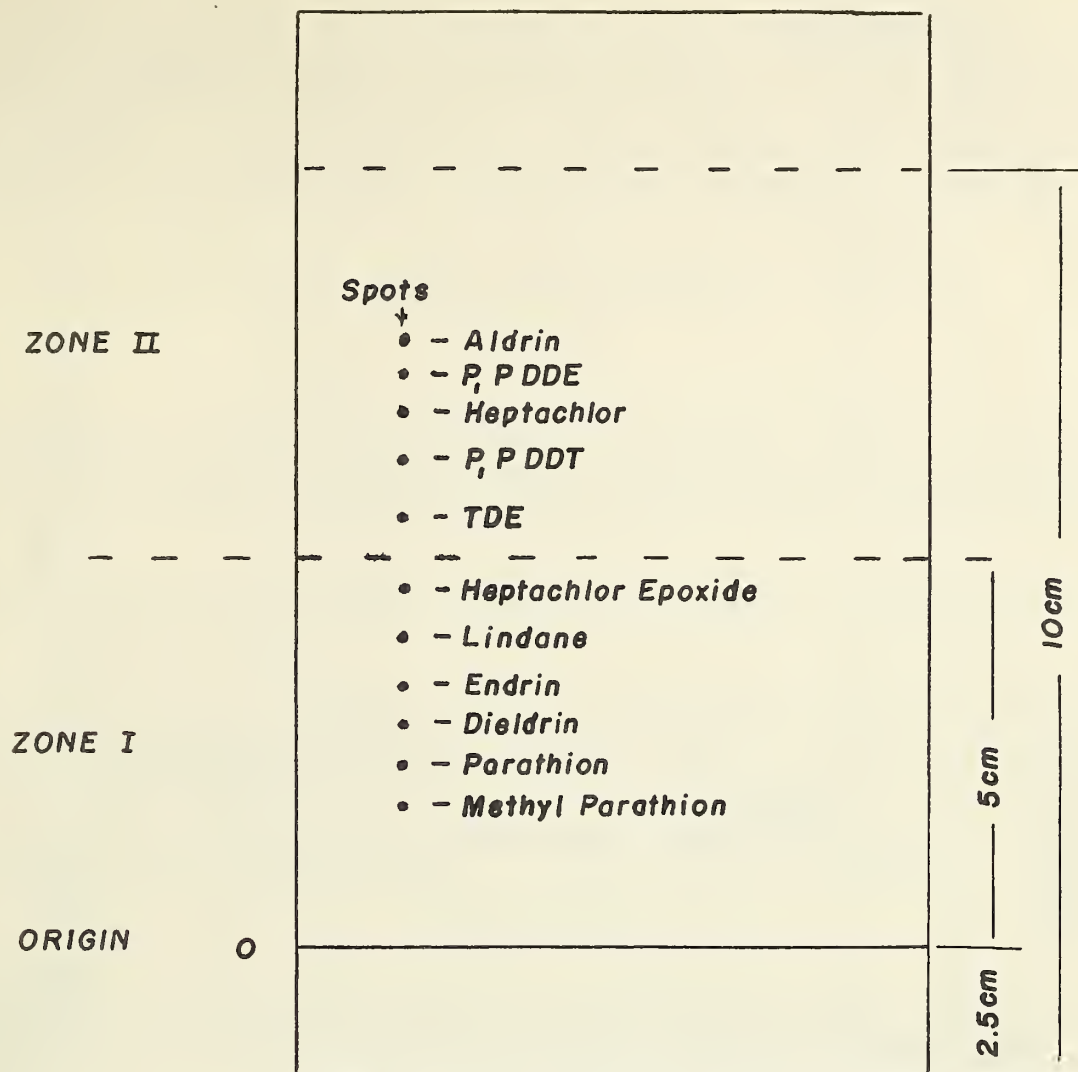 Spots
ZONE II
- Aldrin
- P, P DDE
- Heptachlor
- P, P DDT
- TDE
- Heptachlor Epoxide
10cm
- Lindane
- Endrin
- Dieldrin
ZONE I
- Parathion
5cm
- Methyl Parathion
ORIGIN O
2.5cm